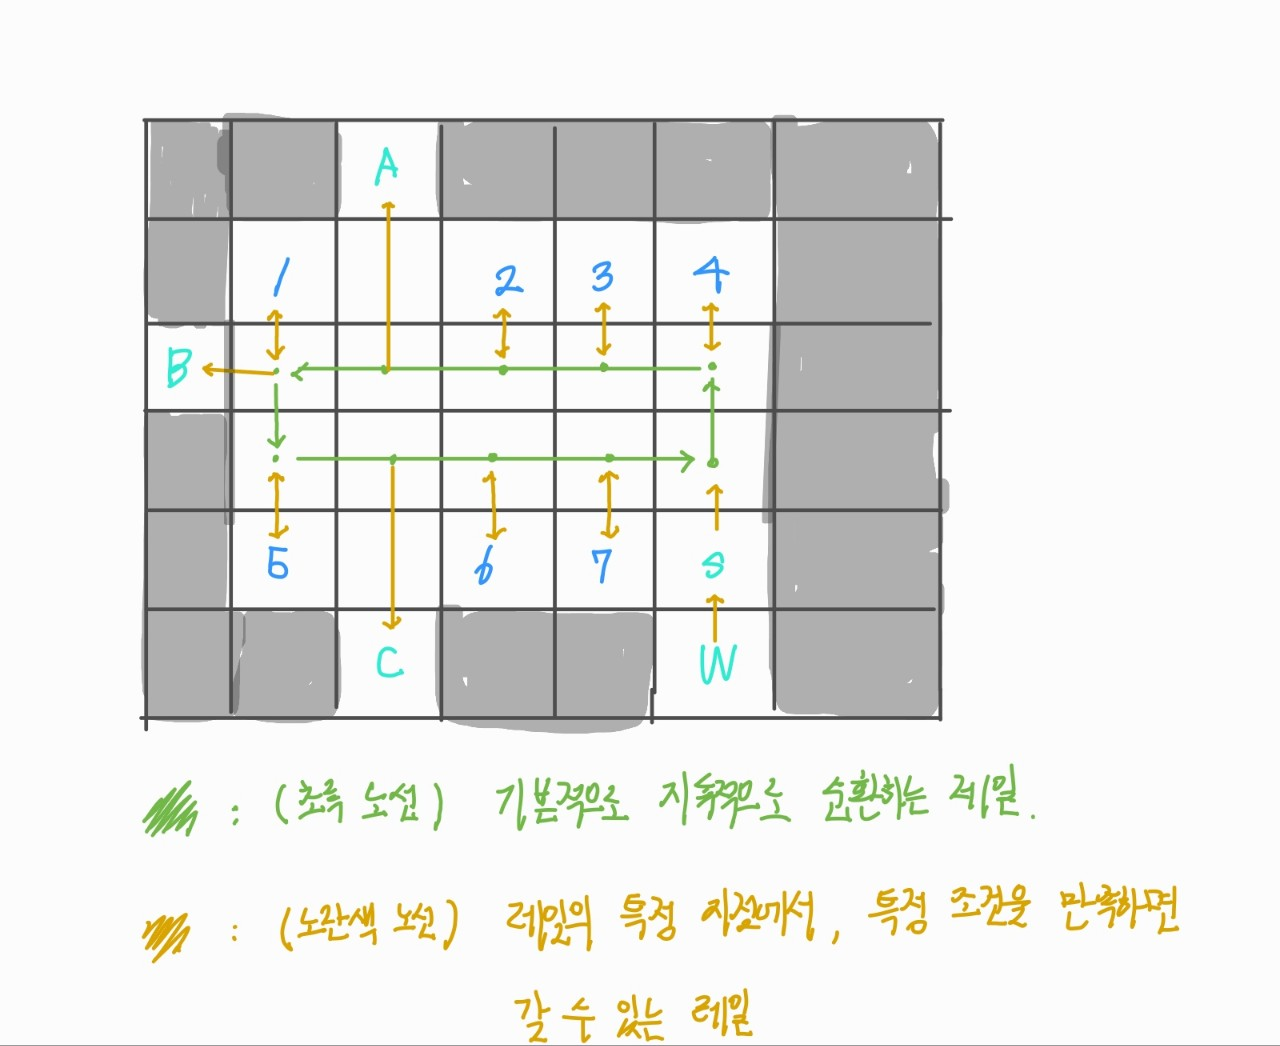 A
1 2 3 4
B
5 6 7 S
C W
: (초록 노선) 기본적으로 지속적으로 순환하는 레일.
: (노란색 노선) 레일의 특정 지점에서, 특정 조건을 만족하면
갈 수 있는 레일